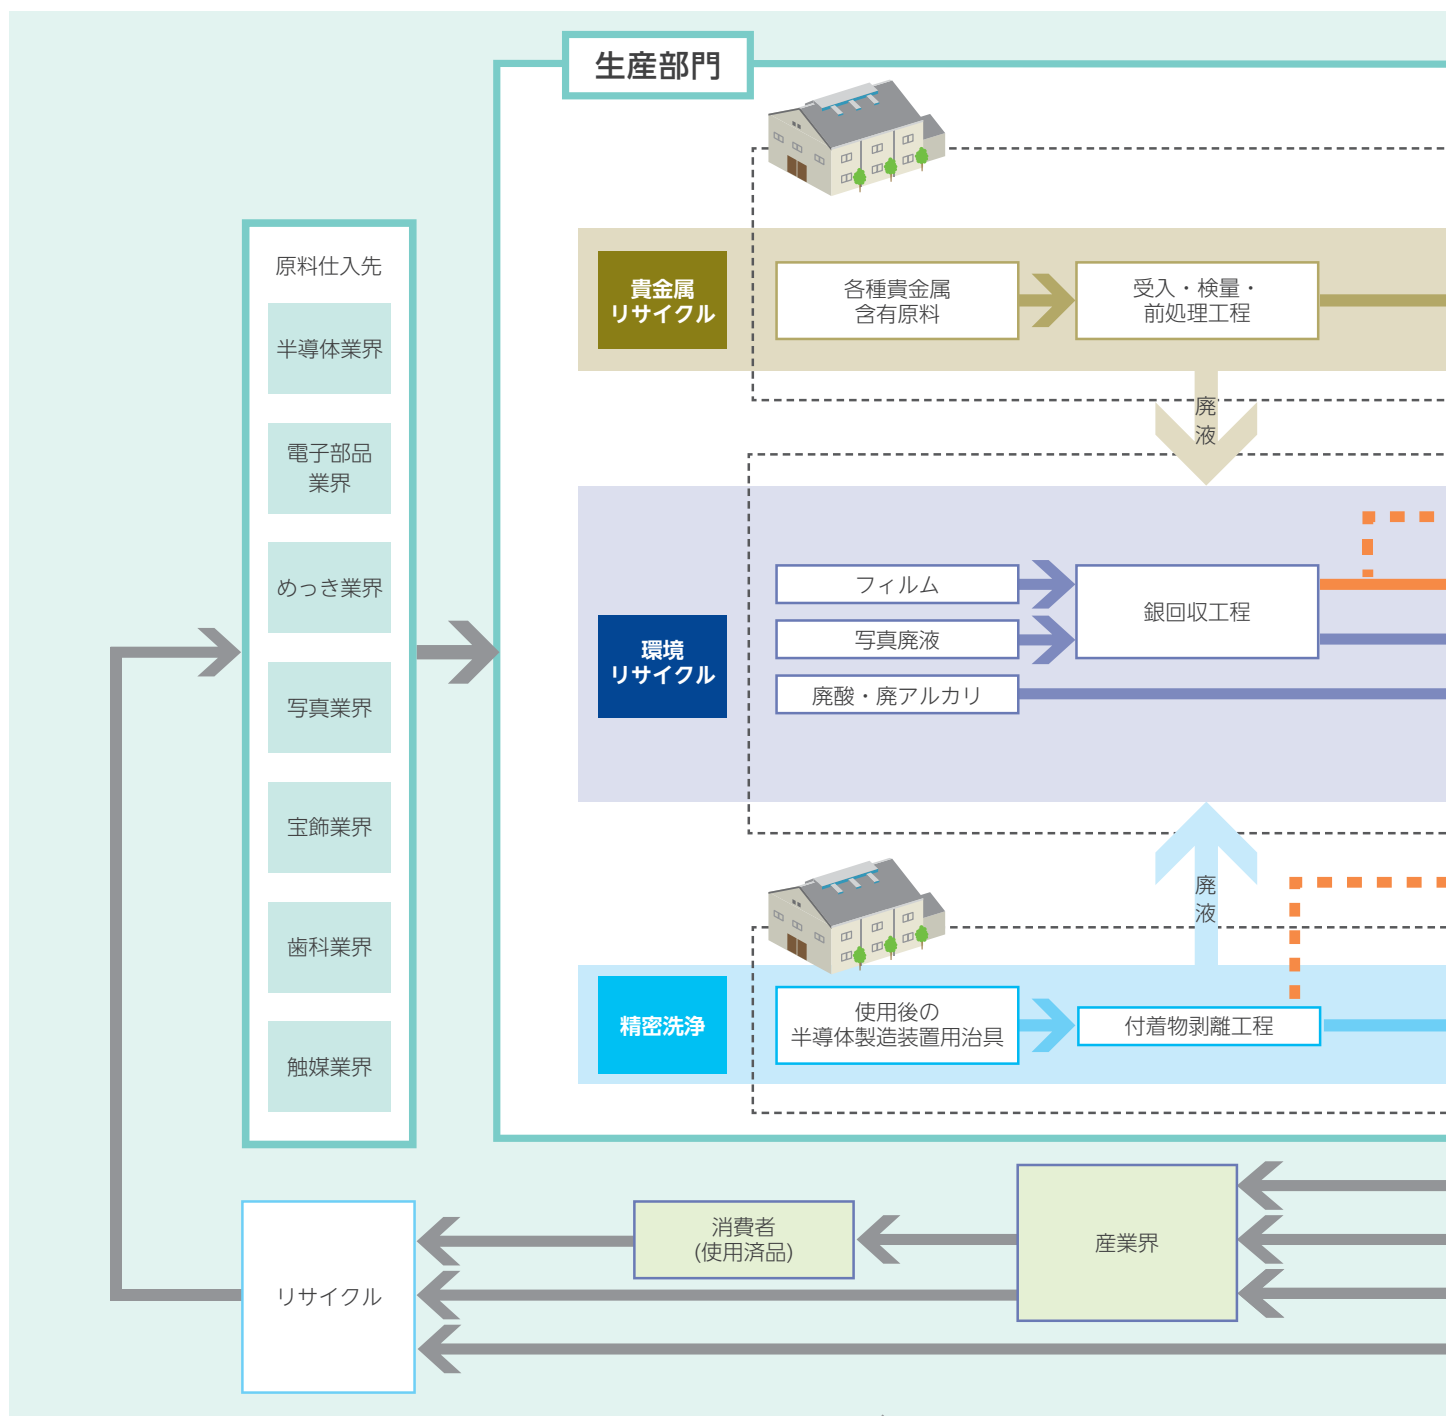 生産部門
原料仕入先
半導体業界
電子部品
業界
めっき業界
写真業界
宝飾業界
歯科業界
触媒業界
貴金属
リサイクル
各種貴金属
含有原料
受入・検量・
前処理工程
廃
液
環境
リサイクル
フィルム
写真廃液
廃酸・廃アルカリ
銀回収工程
廃
液
精密洗浄
使用後の
半導体製造装置用治具
付着物剥離工程
リサイクル
消費者
(使用済品)
産業界